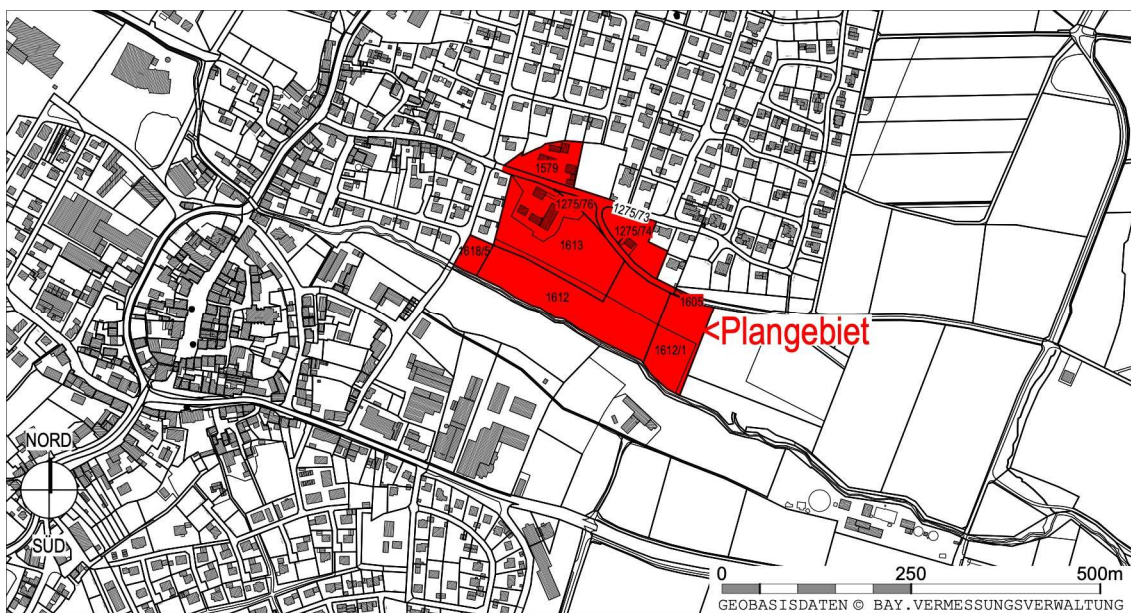 1579
1275/76
1275/73
1275/74
1618/5
1613
1612
1605
<Plangebiet
1612/1
NORD
SÜD
0 250 500m
GEOBASISDATEN © BAY.VERMESSUNGSVERWALTUNG